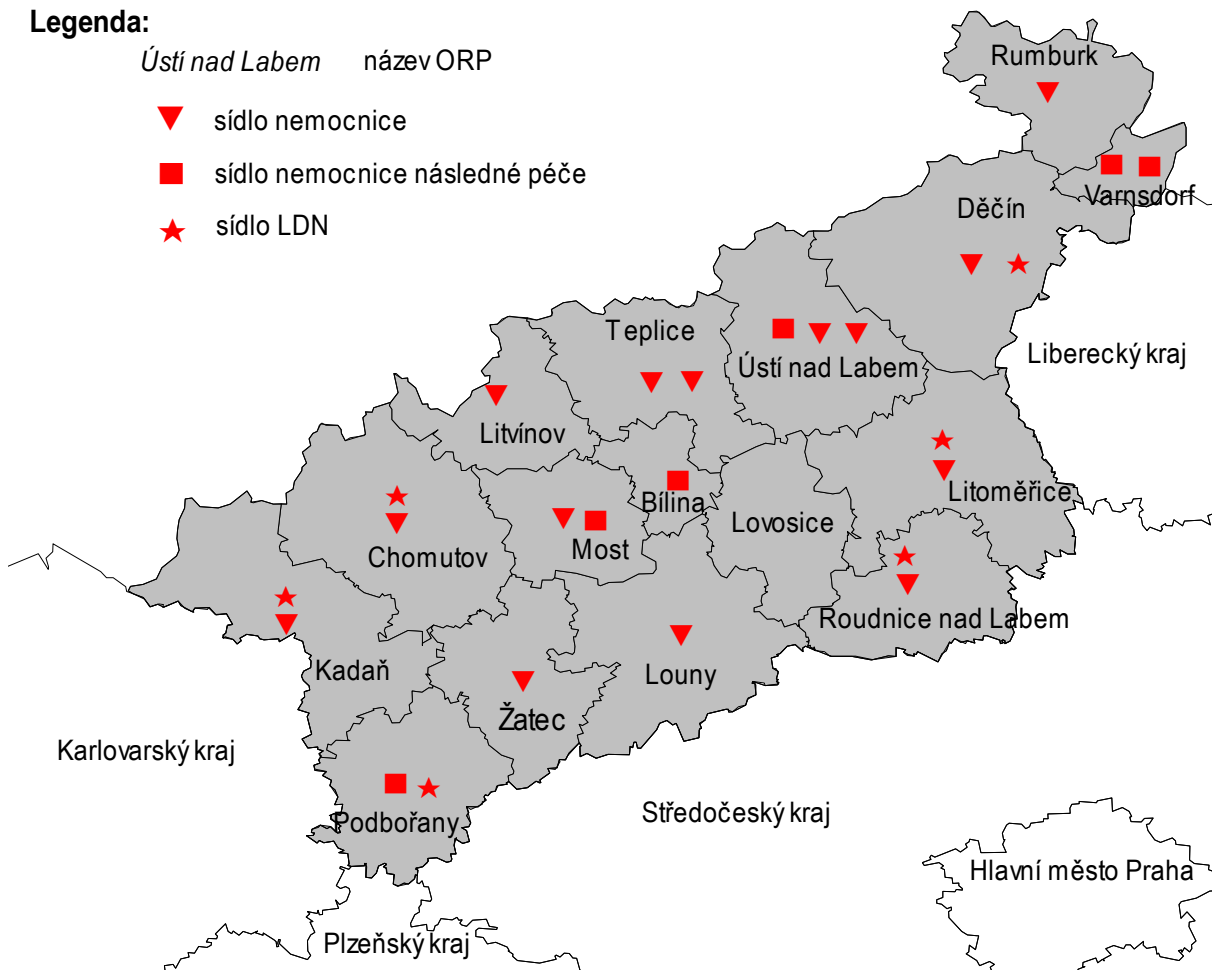 Legenda:
Ústí nad Labem název ORP
sídlo nemocnice
sídlo nemocnice následné péče
sídlo LDN
Rumburk
Varnsdorf
Děčín
Teplice
Ústí nad Labem
Liberecký kraj
Litvínov
Bílina
Litoměřice
Lovosice
Most
Chomutov
Roudnice nad Labem
Kadaň
Louny
Žatec
Karlovarský kraj
Středočeský kraj
Podbořany
Hlavní město Praha
Plzeňský kraj